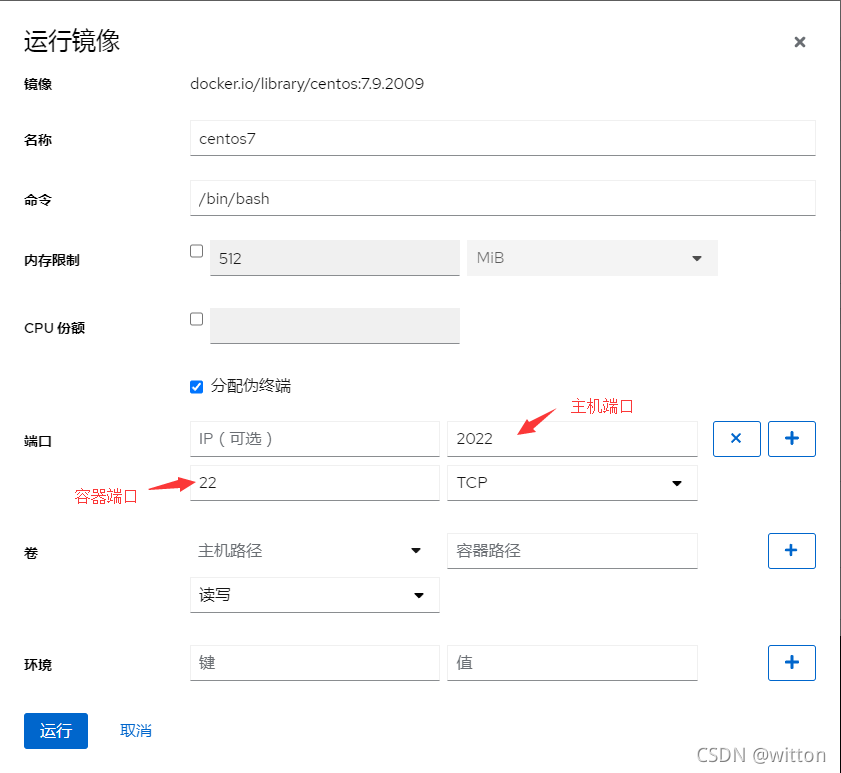 运行镜像
镜像 docker.io/library/centos:7.9.2009
名称 centos7
命令 /bin/bash
内存限制 512 MiB
CPU 份额
分配伪终端
主机端口
端口 IP（可选） 2022
容器端口 22 TCP
卷 主机路径 容器路径
读写
环境 键 值
运行 取消
CSDN @witton